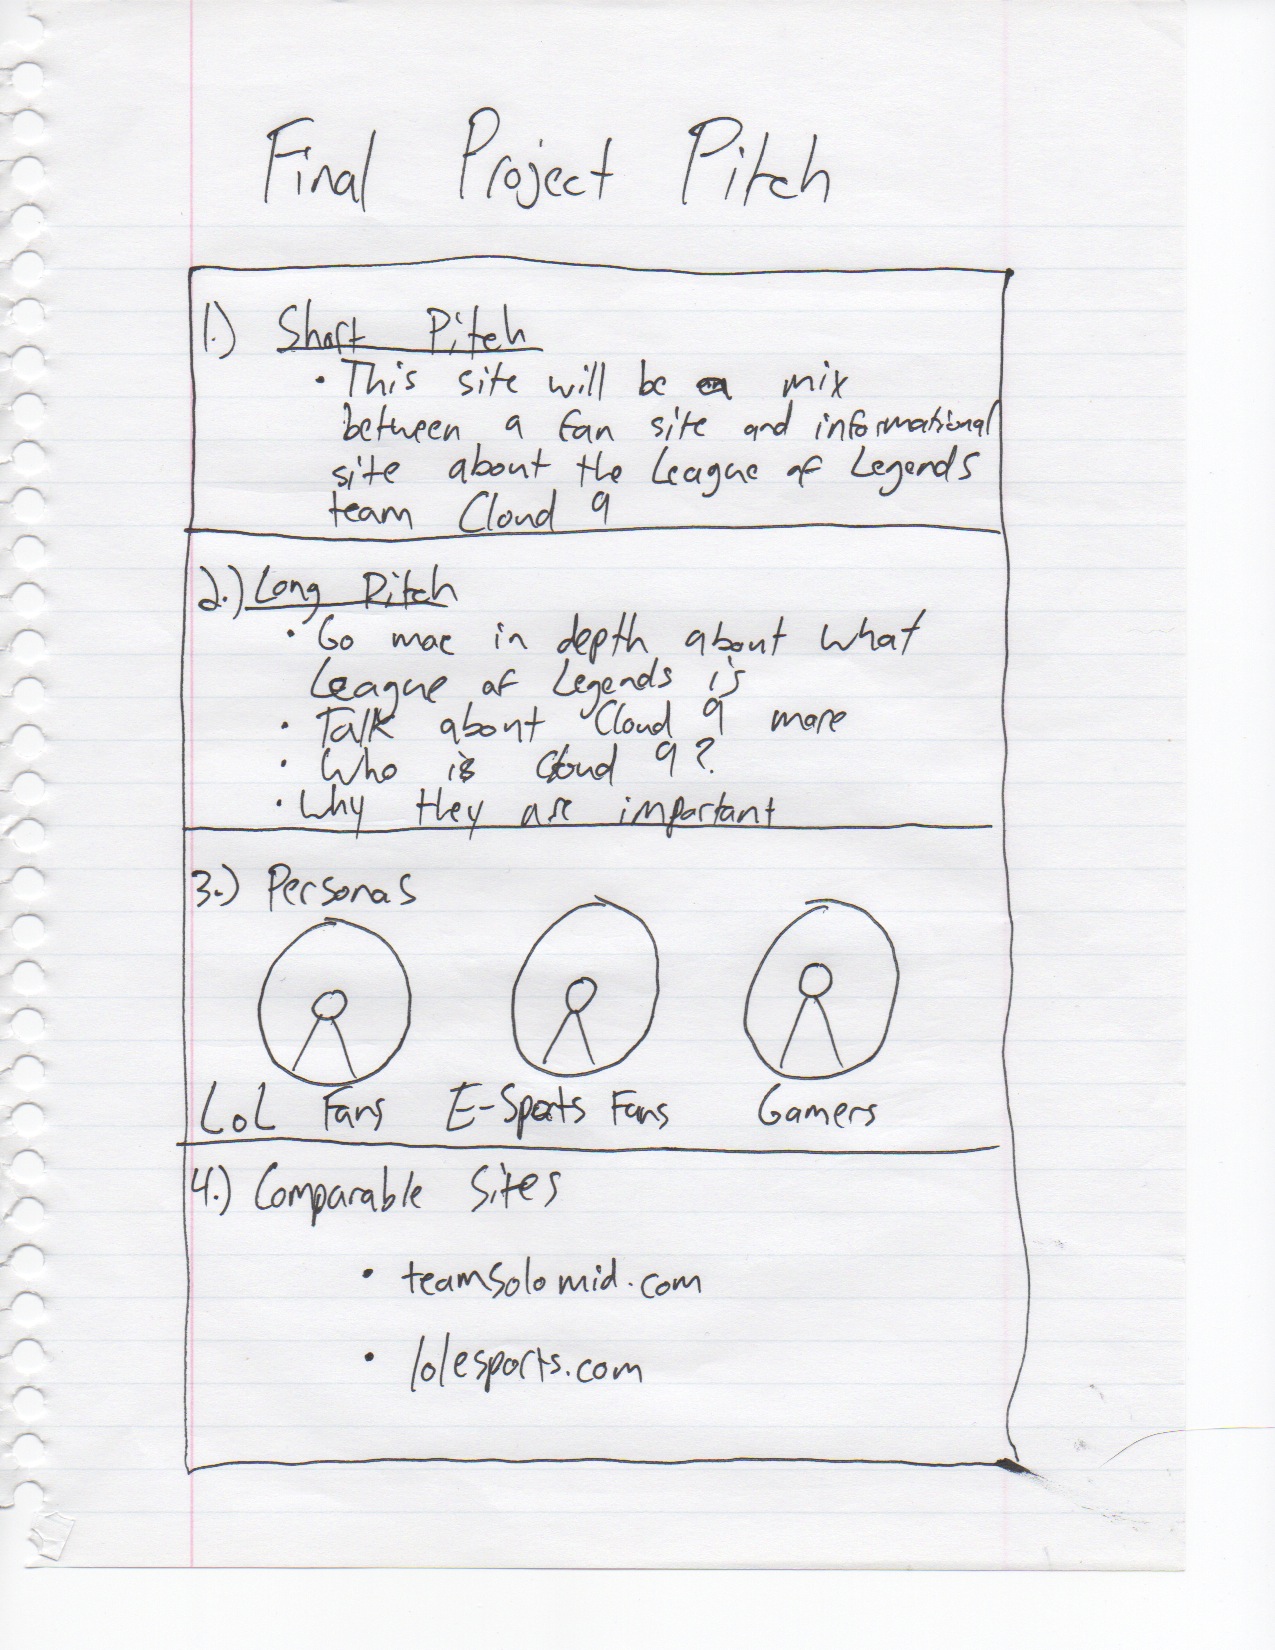 Final Project Pitch
1.) Short Pitch
• This site will be a mix
between a fan site and informational
site about the League of Legends
team Cloud 9
2.) Long Pitch
• Go more in depth about what
League of Legends is
• Talk about Cloud 9 more
• Who is Cloud 9?
• Why they are important
3.) Personas
LoL Fans E-Sports Fans Gamers
4.) Comparable Sites
• teamsolomid.com
• lolesports.com